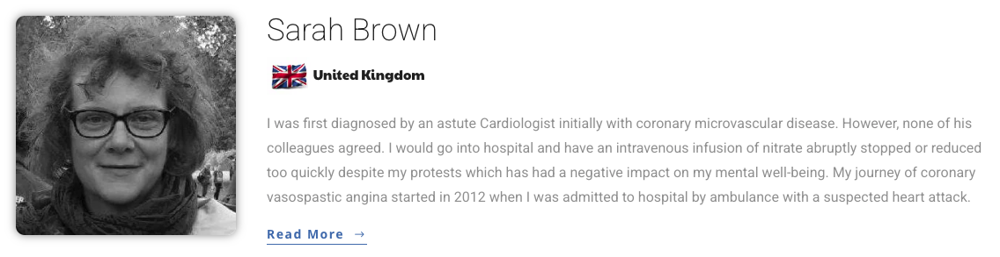 Sarah Brown
United Kingdom
I was first diagnosed by an astute Cardiologist initially with coronary microvascular disease. However, none of his
colleagues agreed. I would go into hospital and have an intravenous infusion of nitrate abruptly stopped or reduced
too quickly despite my protests which has had a negative impact on my mental well-being. My journey of coronary
vasospastic angina started in 2012 when I was admitted to hospital by ambulance with a suspected heart attack.
Read More →